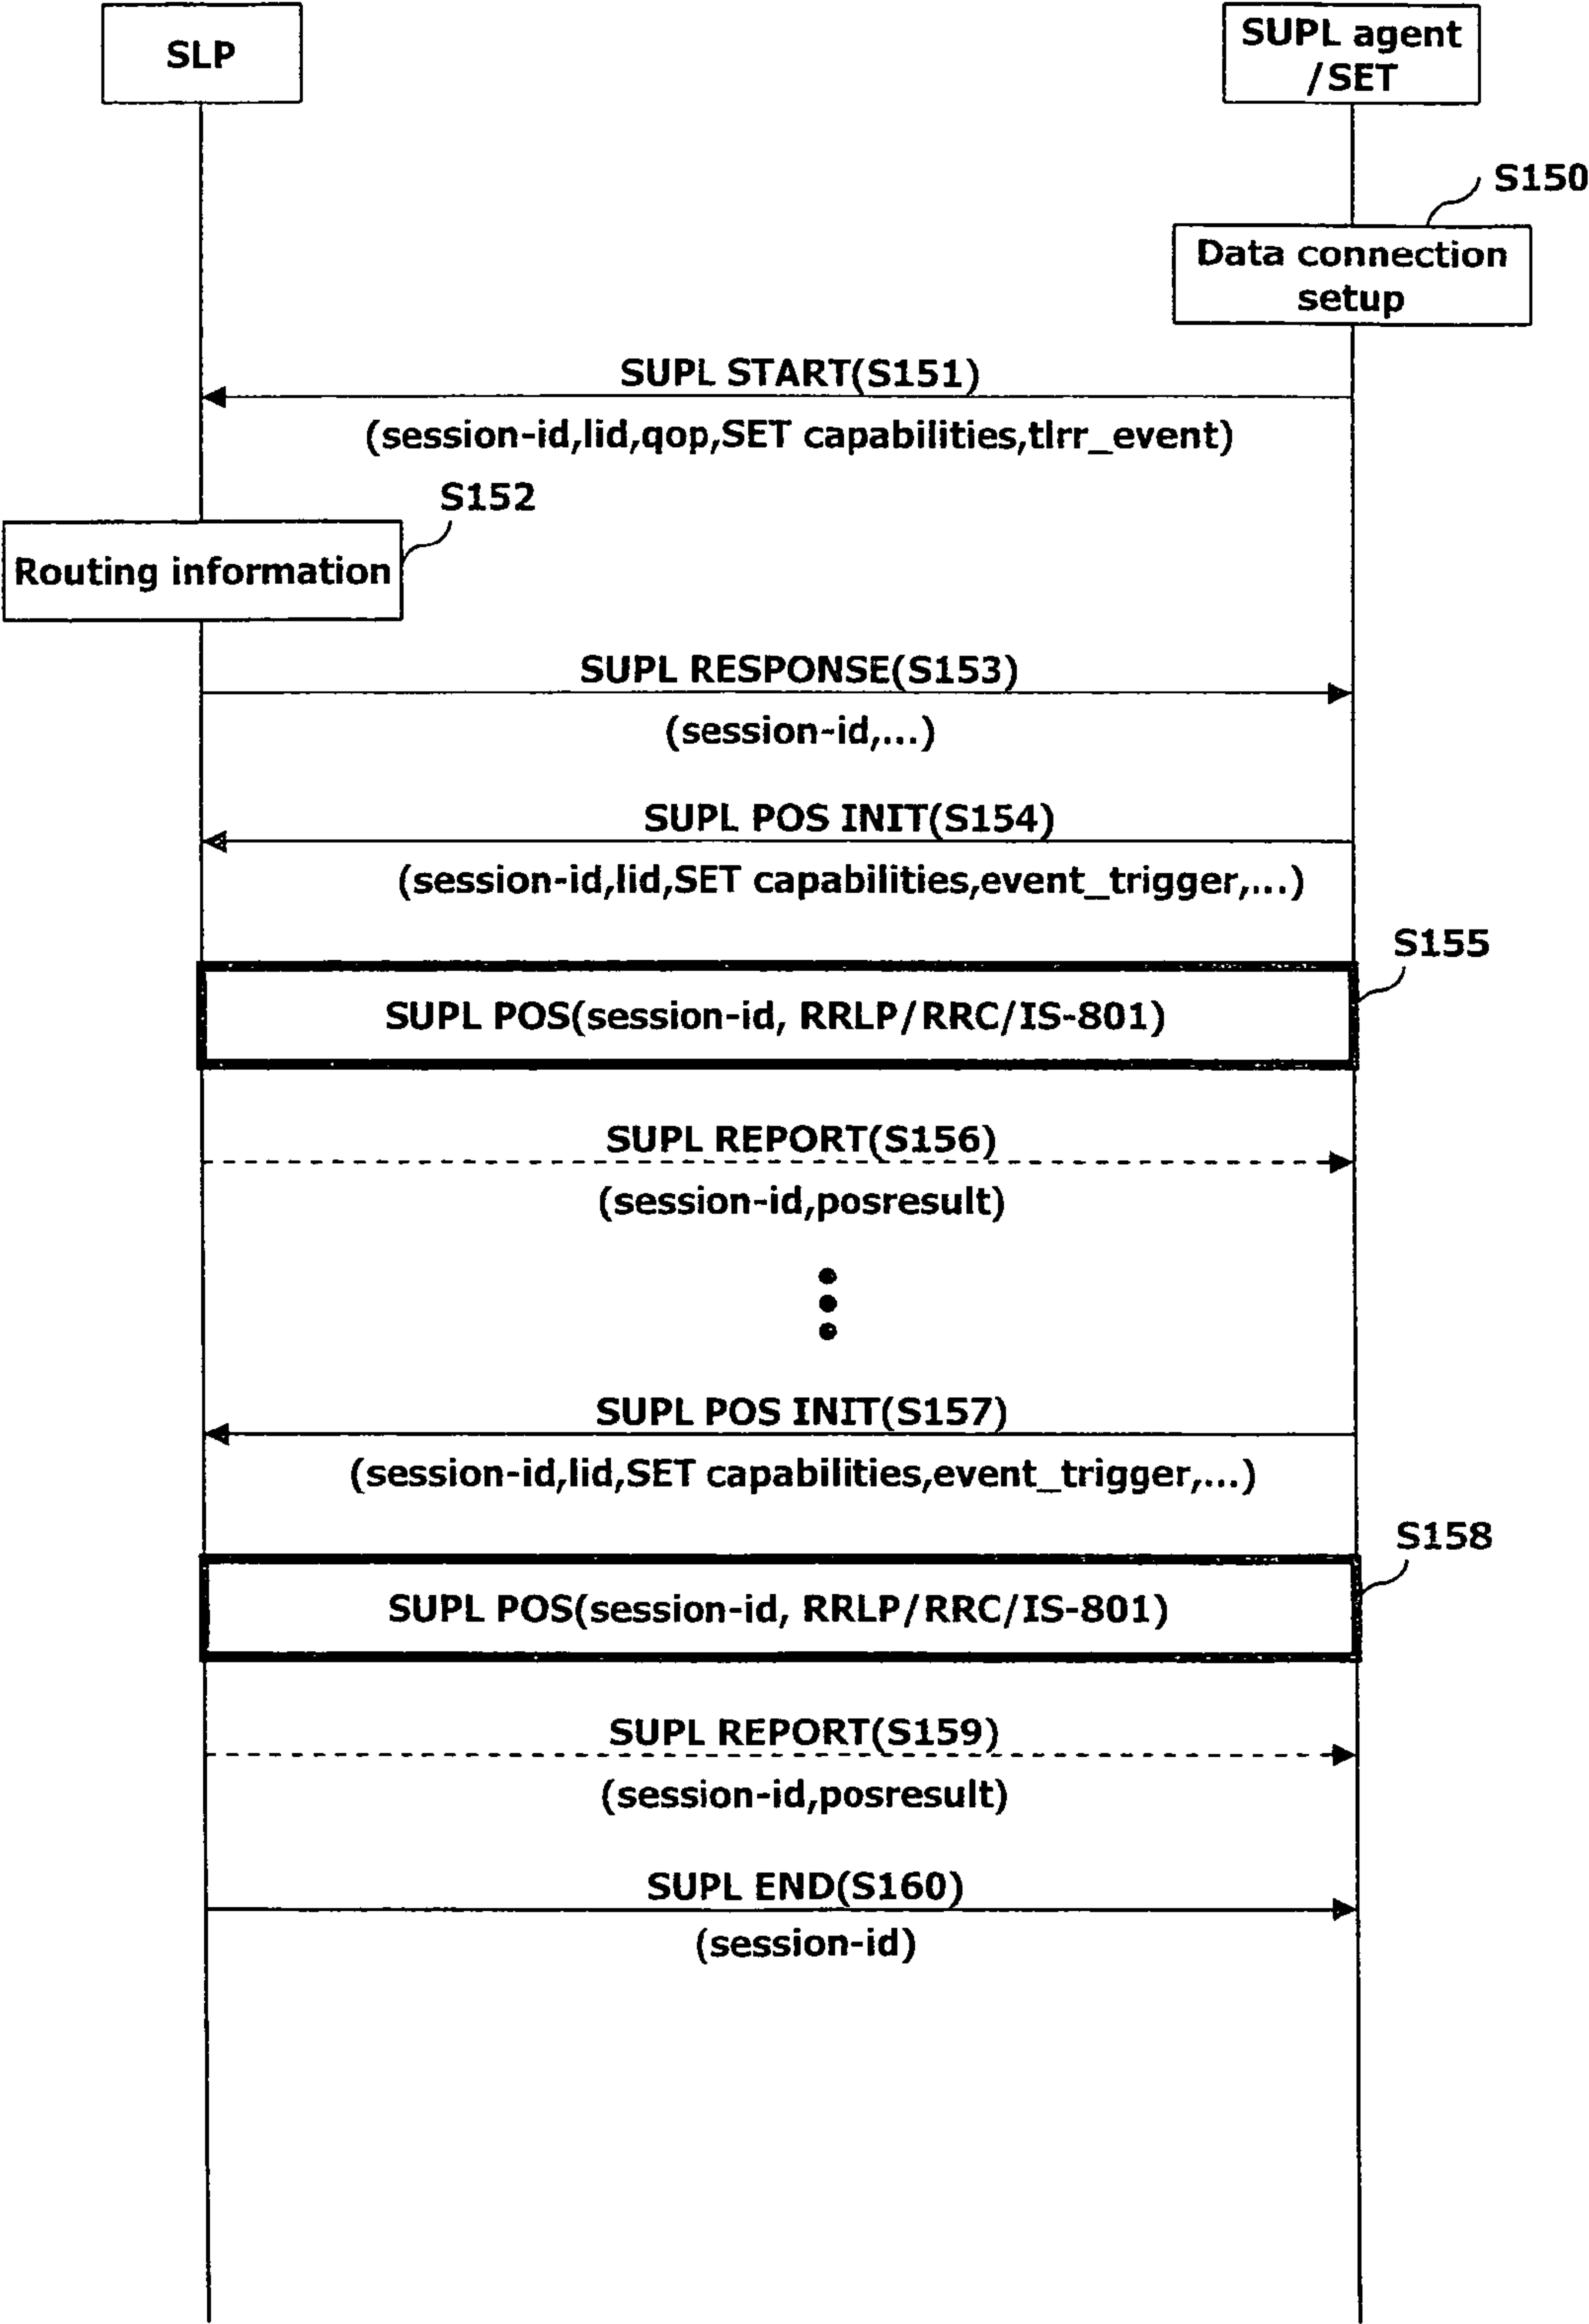 SLP
SUPL agent
/SET
S150
Data connection
setup
SUPL START(S151)
(session-id,lid,qop,SET capabilities,tlrr_event)
S152
Routing information
SUPL RESPONSE(S153)
(session-id,...)
SUPL POS INIT(S154)
(session-id,lid,SET capabilities,event_trigger,...)
S155
SUPL POS(session-id, RRLP/RRC/IS-801)
SUPL REPORT(S156)
(session-id,posresult)
SUPL POS INIT(S157)
(session-id,lid,SET capabilities,event_trigger,...)
S158
SUPL POS(session-id, RRLP/RRC/IS-801)
SUPL REPORT(S159)
(session-id,posresult)
SUPL END(S160)
(session-id)